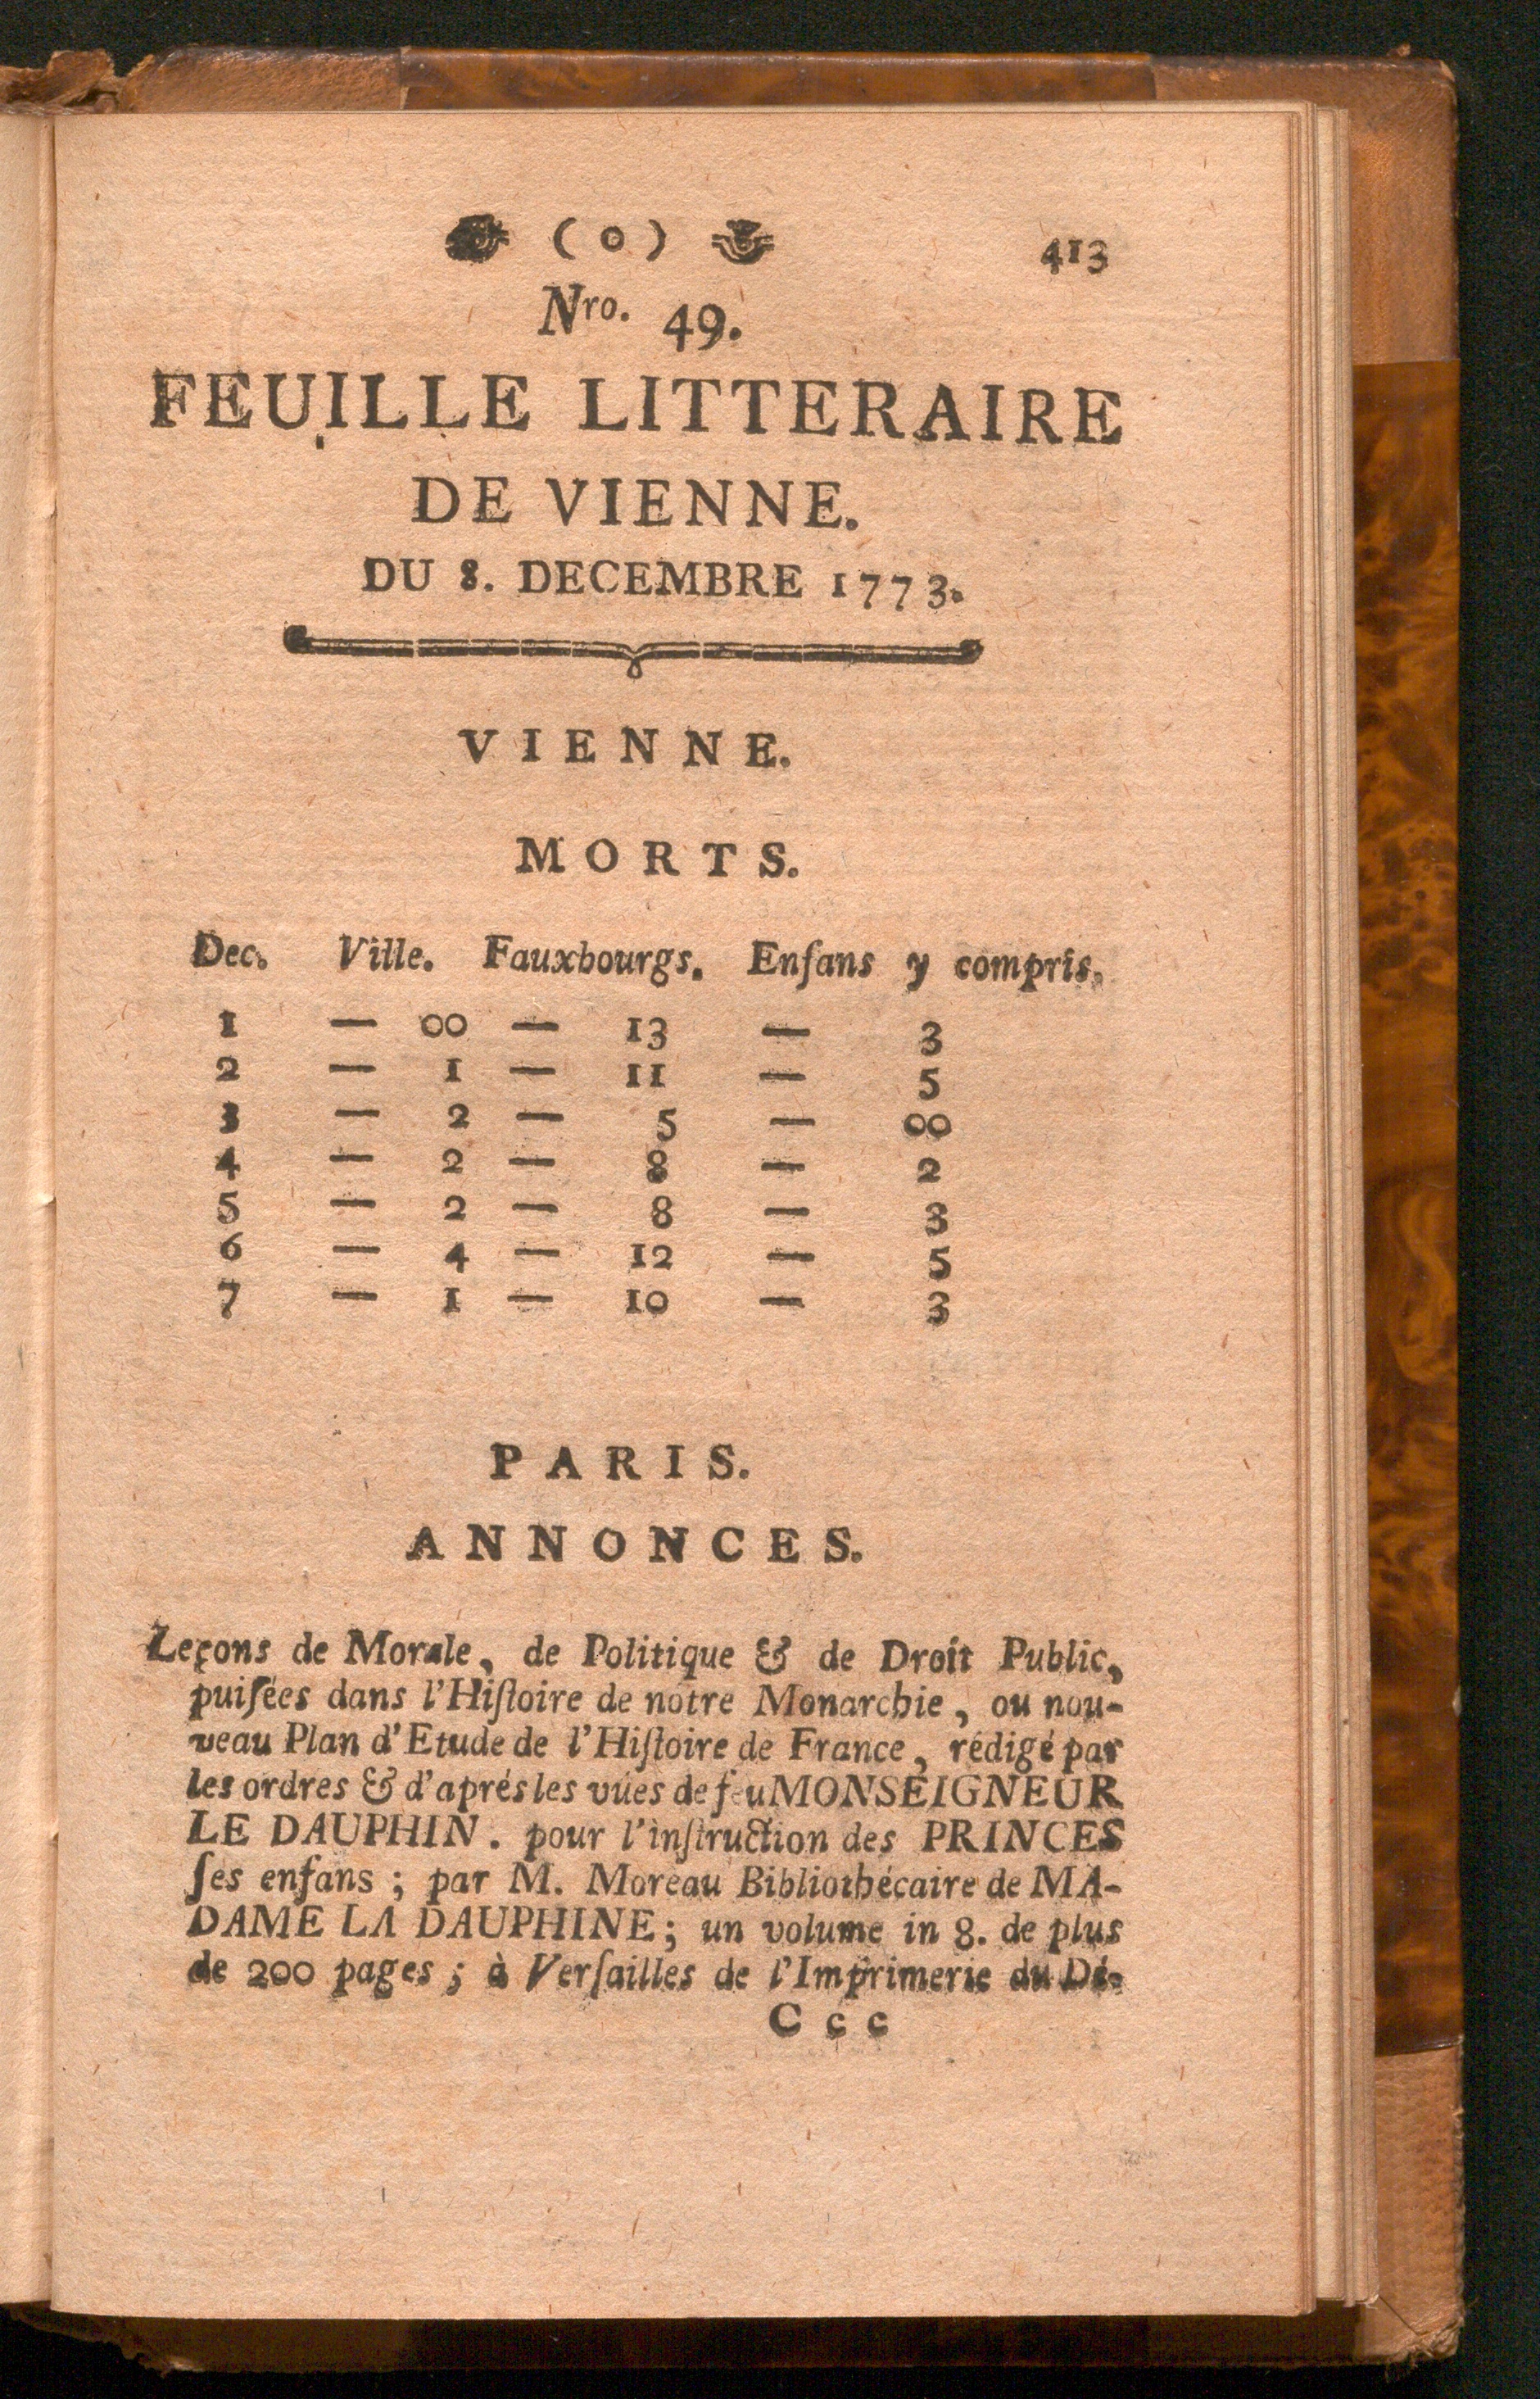 ( o ) 413
Nro. 49.
FEUILLE LITTERAIRE
DE VIENNE.
DU 8. DECEMBRE 1773.
VIENNE.
MORTS.
Dec. Ville. Fauxbourgs. Enfans y compris.
1 — 00 — 13 — 3
2 — 1 — 11 — 5
3 — 2 — 5 — 00
4 — 2 — 8 — 2
5 — 2 — 8 — 3
6 — 4 — 12 — 5
7 — 1 — 10 — 3
PARIS.
ANNONCES.
Leçons de Morale, de Politique & de Droit Public,
puiſées dans l'Hiſtoire de notre Monarchie, ou nou-
veau Plan d'Etude de l'Hiſtoire de France, rédigé par
les ordres & d'aprés les vûes de feu MONSEIGNEUR
LE DAUPHIN. pour l'inſtruction des PRINCES
ſes enfans ; par M. Moreau Bibliothécaire de MA-
DAME LA DAUPHINE; un volume in 8. de plus
de 200 pages ; à Verſailles de l'Imprimerie du Dé-
C c c